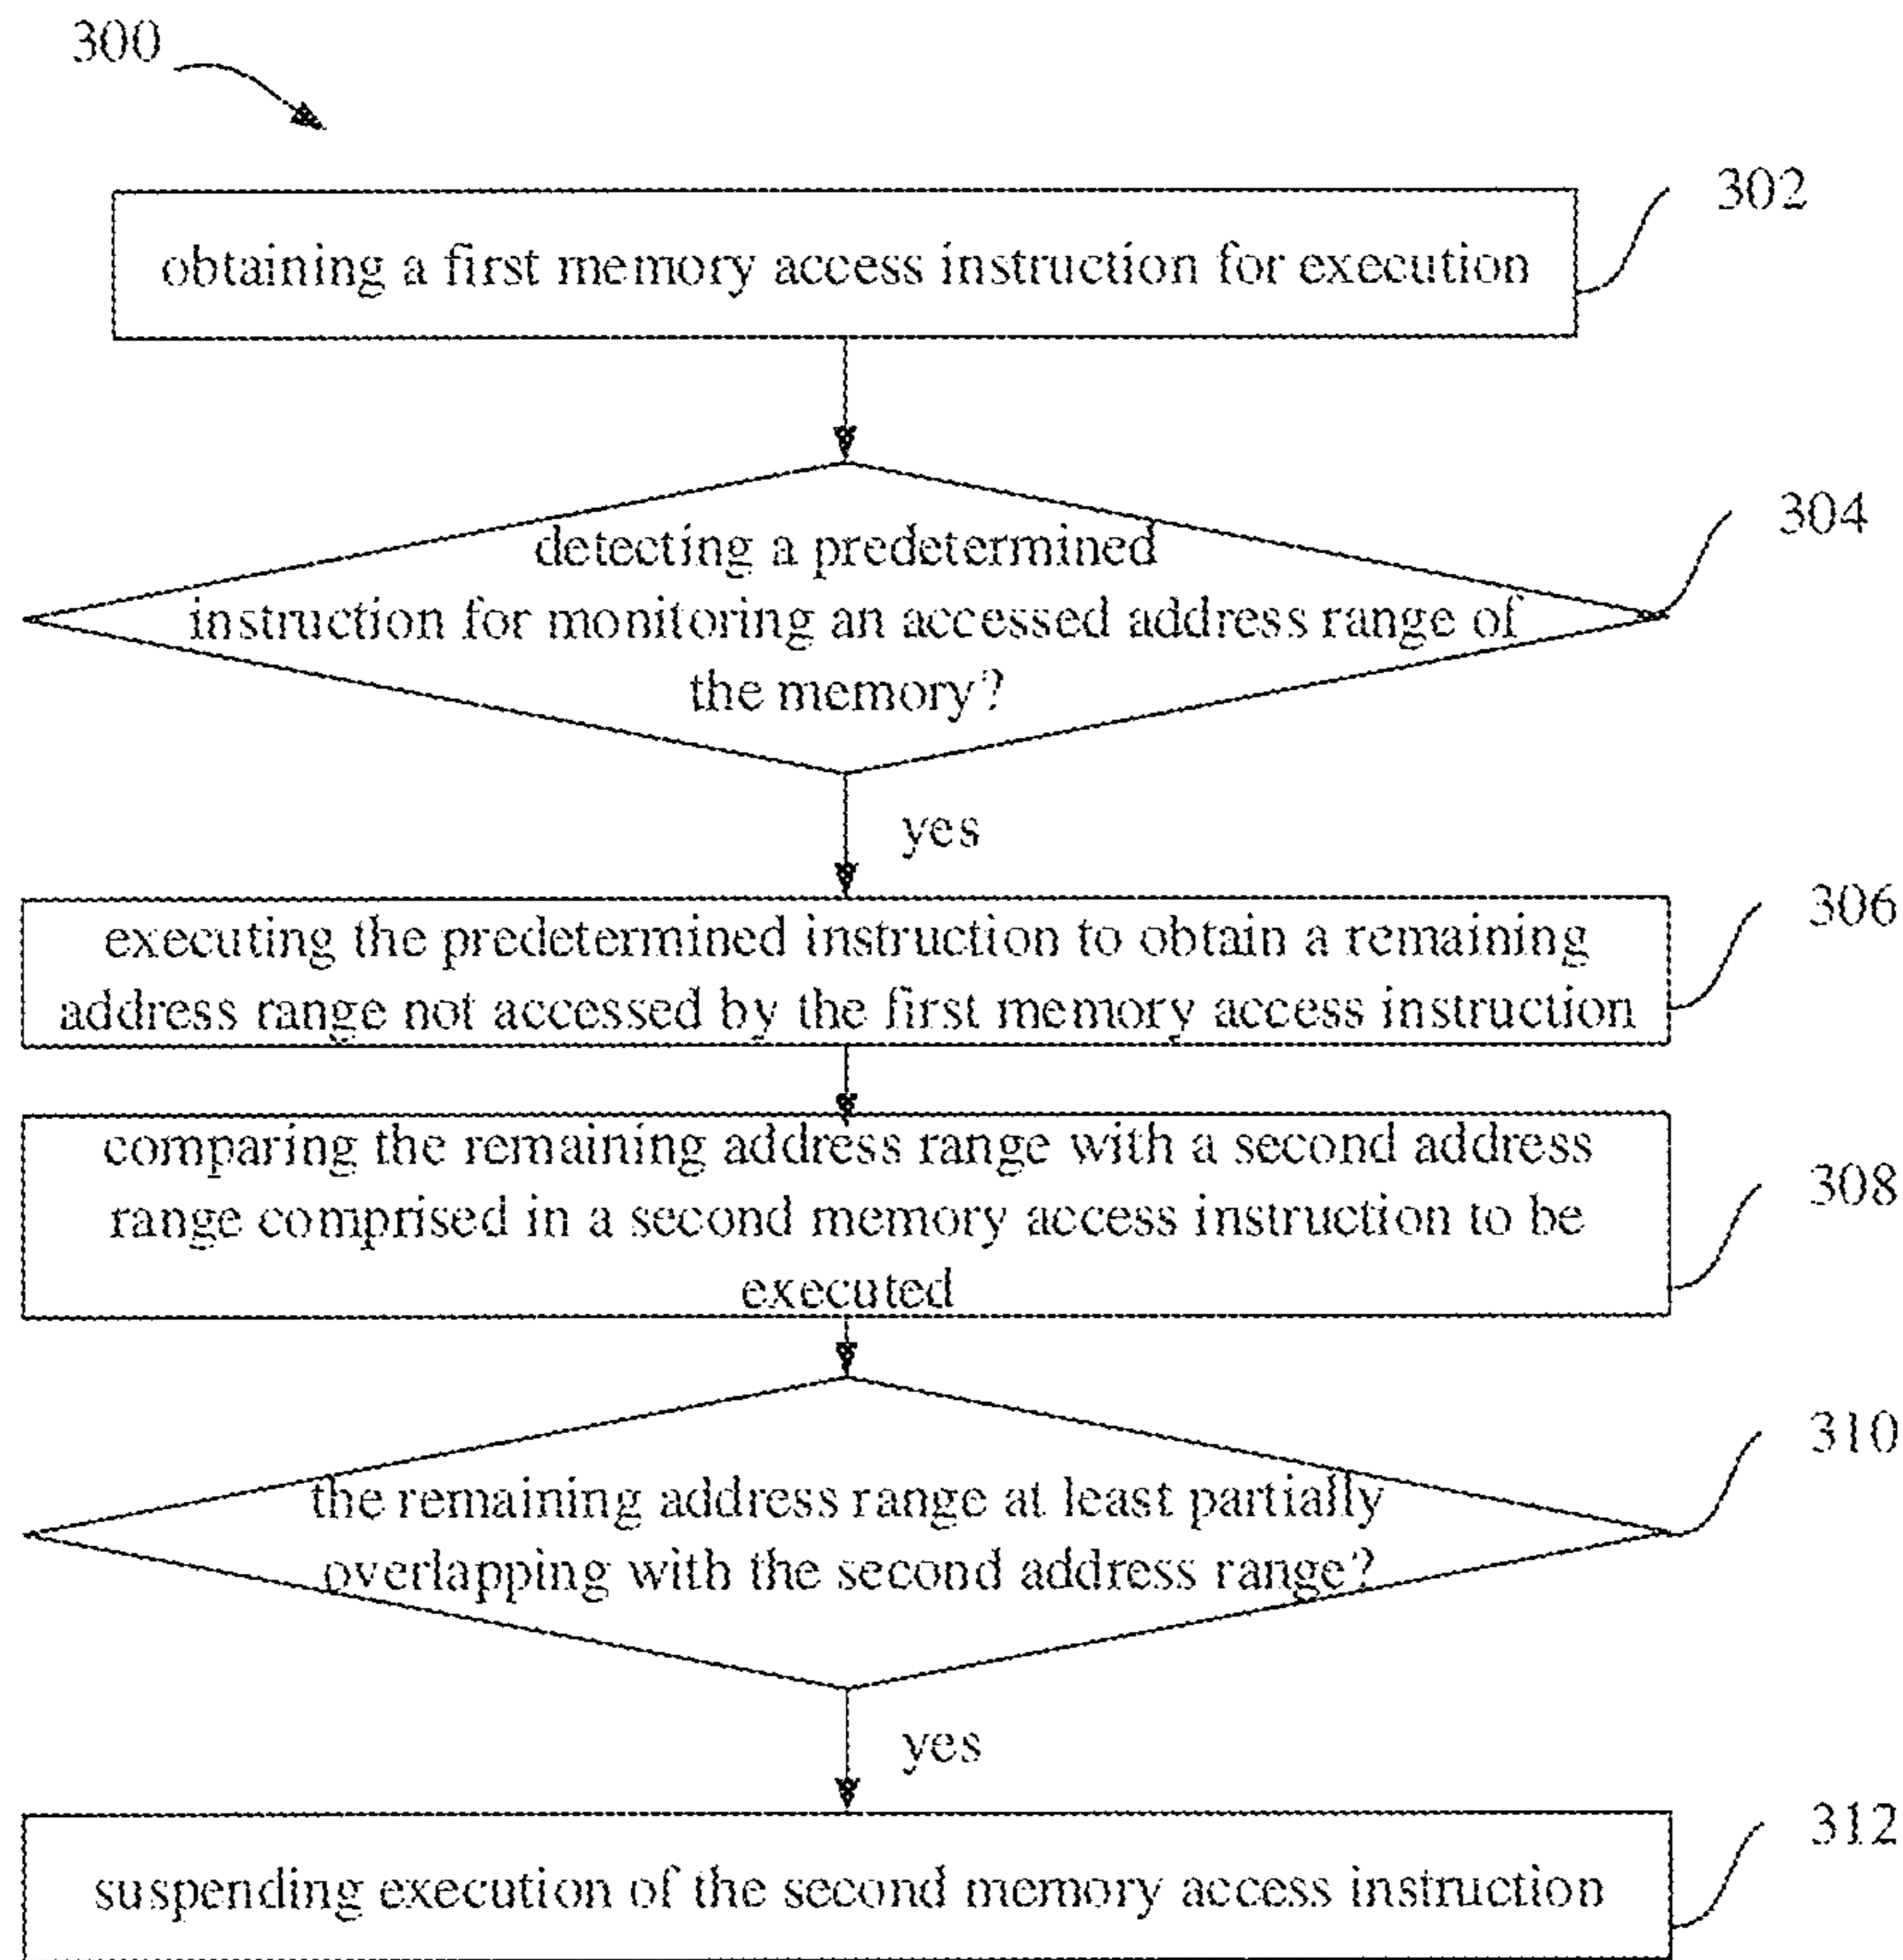 300
302
obtaining a first memory access instruction for execution
304
detecting a predetermined
instruction for monitoring an accessed address range of
the memory?
yes
306
executing the predetermined instruction to obtain a remaining
address range not accessed by the first memory access instruction
comparing the remaining address range with a second address
308
range comprised in a second memory access instruction to be
executed
310
the remaining address range at least partially
overlapping with the second address range?
yes
312
suspending execution of the second memory access instruction